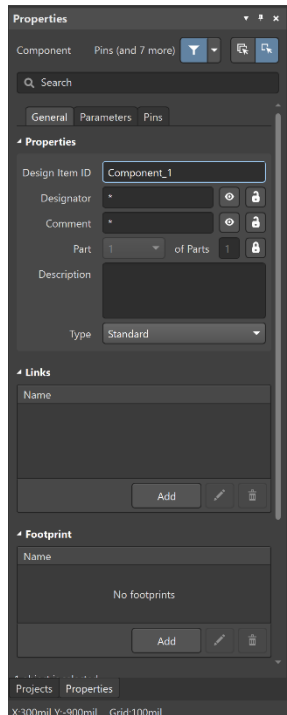 Properties
Component Pins (and 7 more)
Search
General Parameters Pins
Properties
Design Item ID Component_1
Designator *
Comment *
Part 1 of Parts 1
Description
Type Standard
Links
Name
Add
Footprint
Name
No footprints
Add
Projects Properties
X:300mil Y:-900mil Grid:100mil